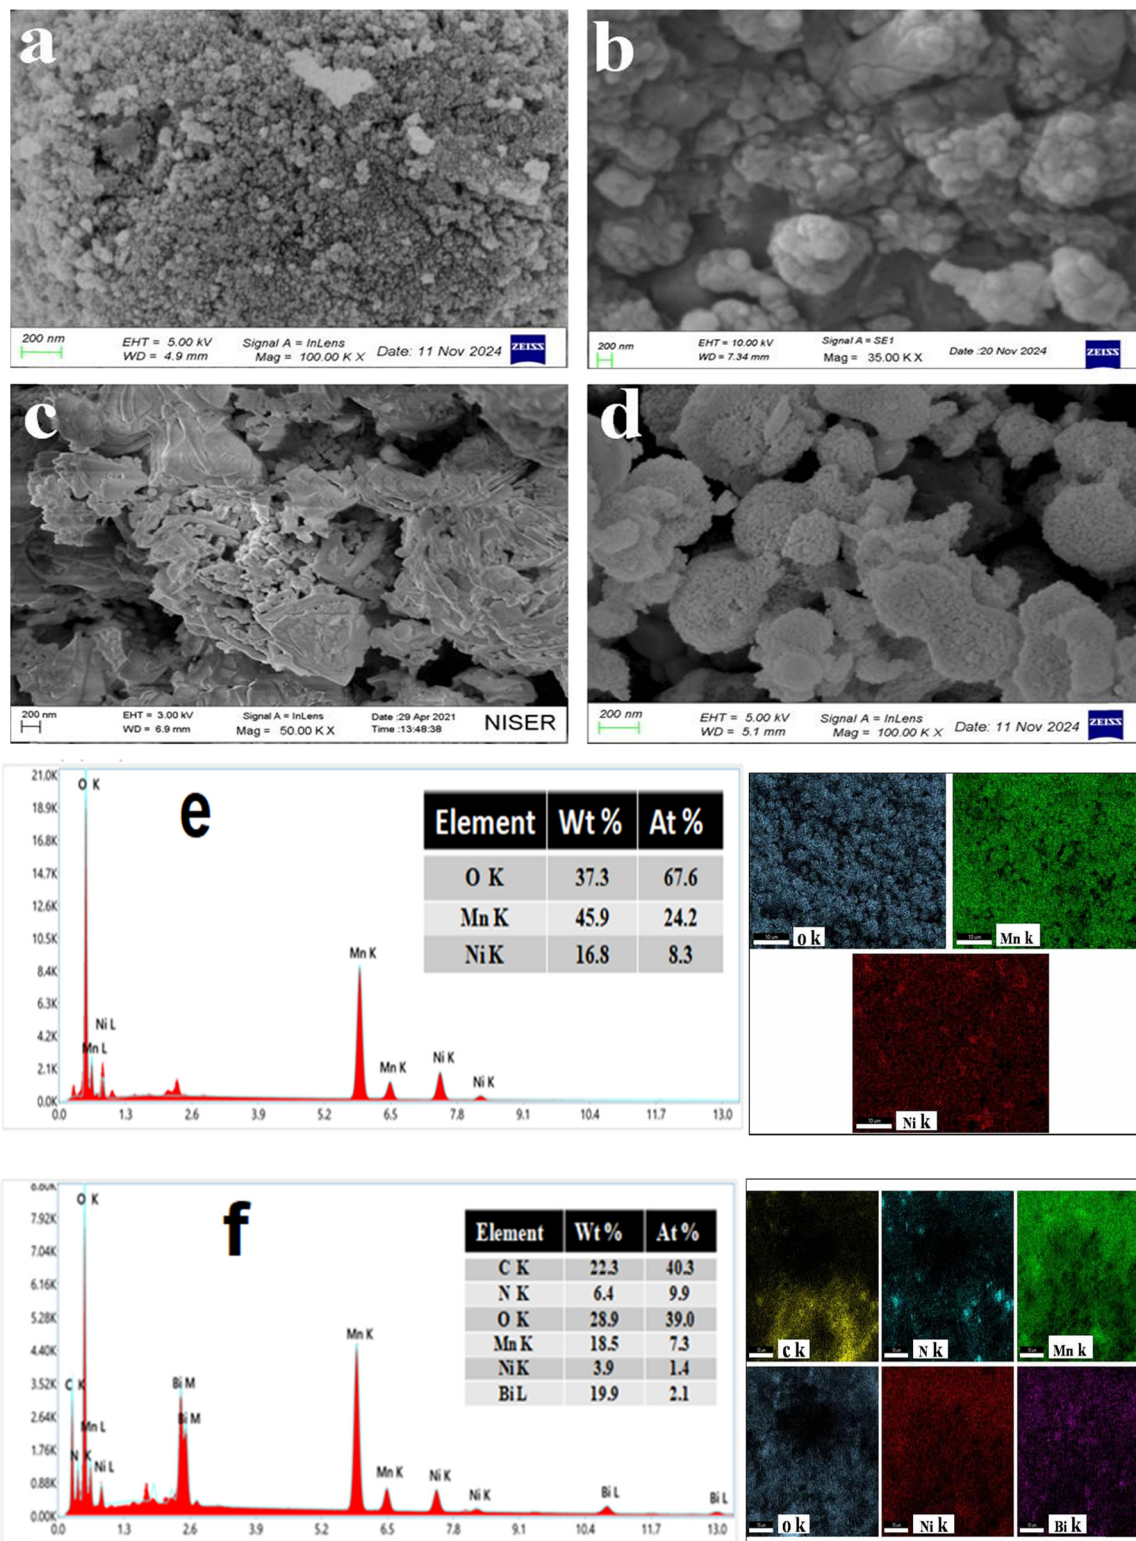 a
200 nm
EHT = 5.00 kV
WD = 4.9 mm
Signal A = InLens
Mag = 100.00 K X
Date: 11 Nov 2024
ZEISS
b
200 nm
EHT = 10.00 kV
WD = 7.34 mm
Signal A = SE1
Mag = 35.00 K X
Date :20 Nov 2024
ZEISS
c
200 nm
EHT = 3.00 kV
WD = 6.9 mm
Signal A = InLens
Mag = 50.00 K X
Date :29 Apr 2021
Time :13:48:38
NISER
d
200 nm
EHT = 5.00 kV
WD = 5.1 mm
Signal A = InLens
Mag = 100.00 K X
Date: 11 Nov 2024
ZEISS
e
21.0K
18.9K
16.8K
14.7K
12.6K
10.5K
8.4K
6.3K
4.2K
2.1K
0.0K
O K
Ni L
Mn L
Mn K
Mn K
Ni K
Ni K
0.0 1.3 2.6 3.9 5.2 6.5 7.8 9.1 10.4 11.7 13.0
Element Wt % At %
O K 37.3 67.6
Mn K 45.9 24.2
Ni K 16.8 8.3
o k
Mn k
Ni k
f
8.80K
7.92K
7.04K
6.16K
5.28K
4.40K
3.52K
2.64K
1.76K
0.88K
0.00K
O K
C K
Mn L
N K
Ni L
Bi M
Bi M
Mn K
Mn K
Ni K
Ni K
Bi L
Bi L
0.0 1.3 2.6 3.9 5.2 6.5 7.8 9.1 10.4 11.7 13.0
Element Wt % At %
C K 22.3 40.3
N K 6.4 9.9
O K 28.9 39.0
Mn K 18.5 7.3
Ni K 3.9 1.4
Bi L 19.9 2.1
c k
N k
Mn k
o k
Ni k
Bi k